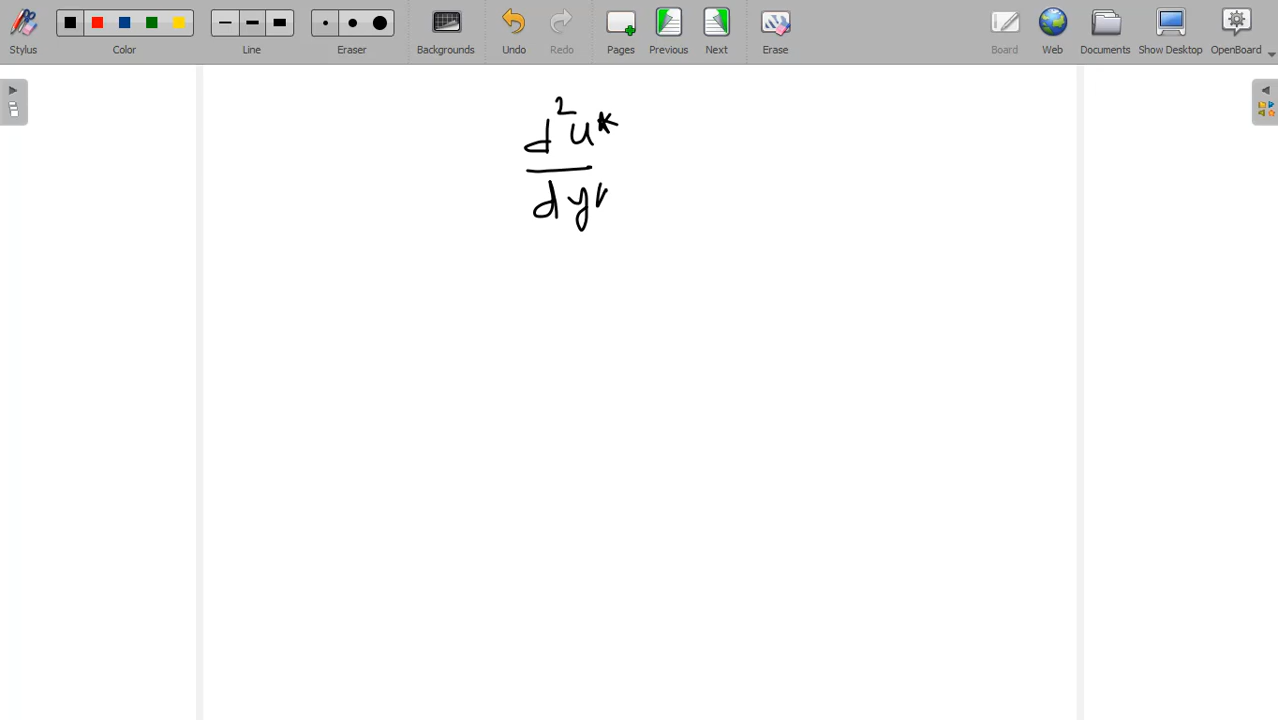 Stylus Color Line Eraser Backgrounds Undo Redo Pages Previous Next Erase Board Web Documents Show Desktop OpenBoard
d²u*
dy